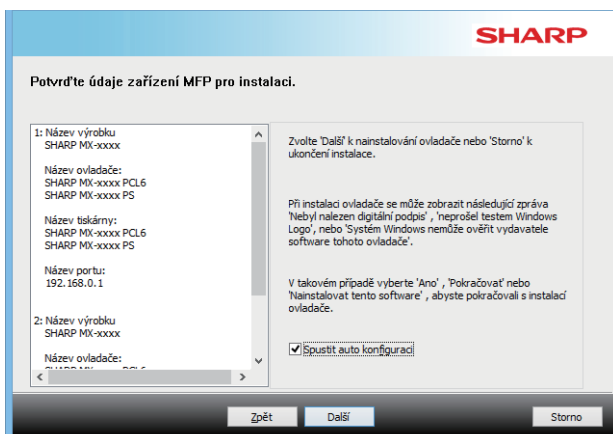 SHARP
Potvrďte údaje zařízení MFP pro instalaci.
1: Název výrobku
SHARP MX-xxxx
Název ovladače:
SHARP MX-xxxx PCL6
SHARP MX-xxxx PS
Název tiskárny:
SHARP MX-xxxx PCL6
SHARP MX-xxxx PS
Název portu:
192.168.0.1
2: Název výrobku
SHARP MX-xxxx
Název ovladače:
Zvolte 'Další' k nainstalování ovladače nebo 'Storno' k
ukončení instalace.
Při instalaci ovladače se může zobrazit následující zpráva
'Nebyl nalezen digitální podpis' , 'neprošel testem Windows
Logo', nebo 'Systém Windows nemůže ověřit vydavatele
software tohoto ovladače'.
V takovém případě vyberte 'Ano' , 'Pokračovat' nebo
'Nainstalovat tento software' , abyste pokračovali s instalací
ovladače.
Spustit auto konfiguraci
Zpět
Další
Storno